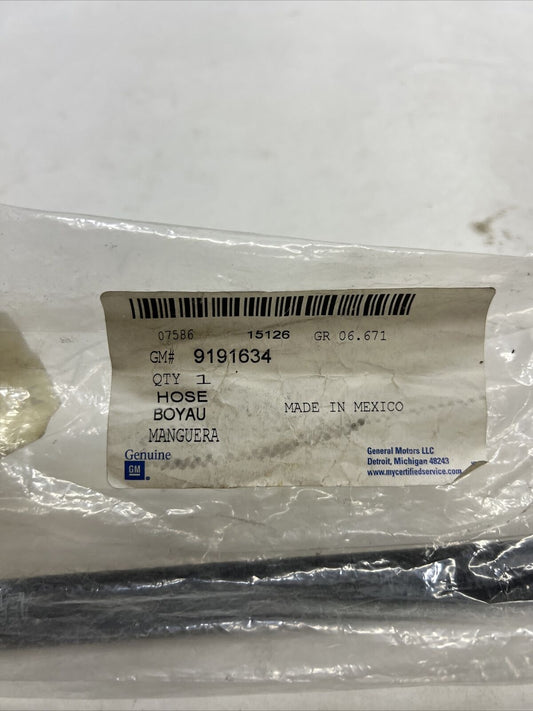 07586 15126 GR 06.671
GM# 9191634
QTY 1
HOSE
BOYAU MADE IN MEXICO
MANGUERA
Genuine
GM
General Motors LLC
Detroit, Michigan 48243
www.mycertifiedservice.com